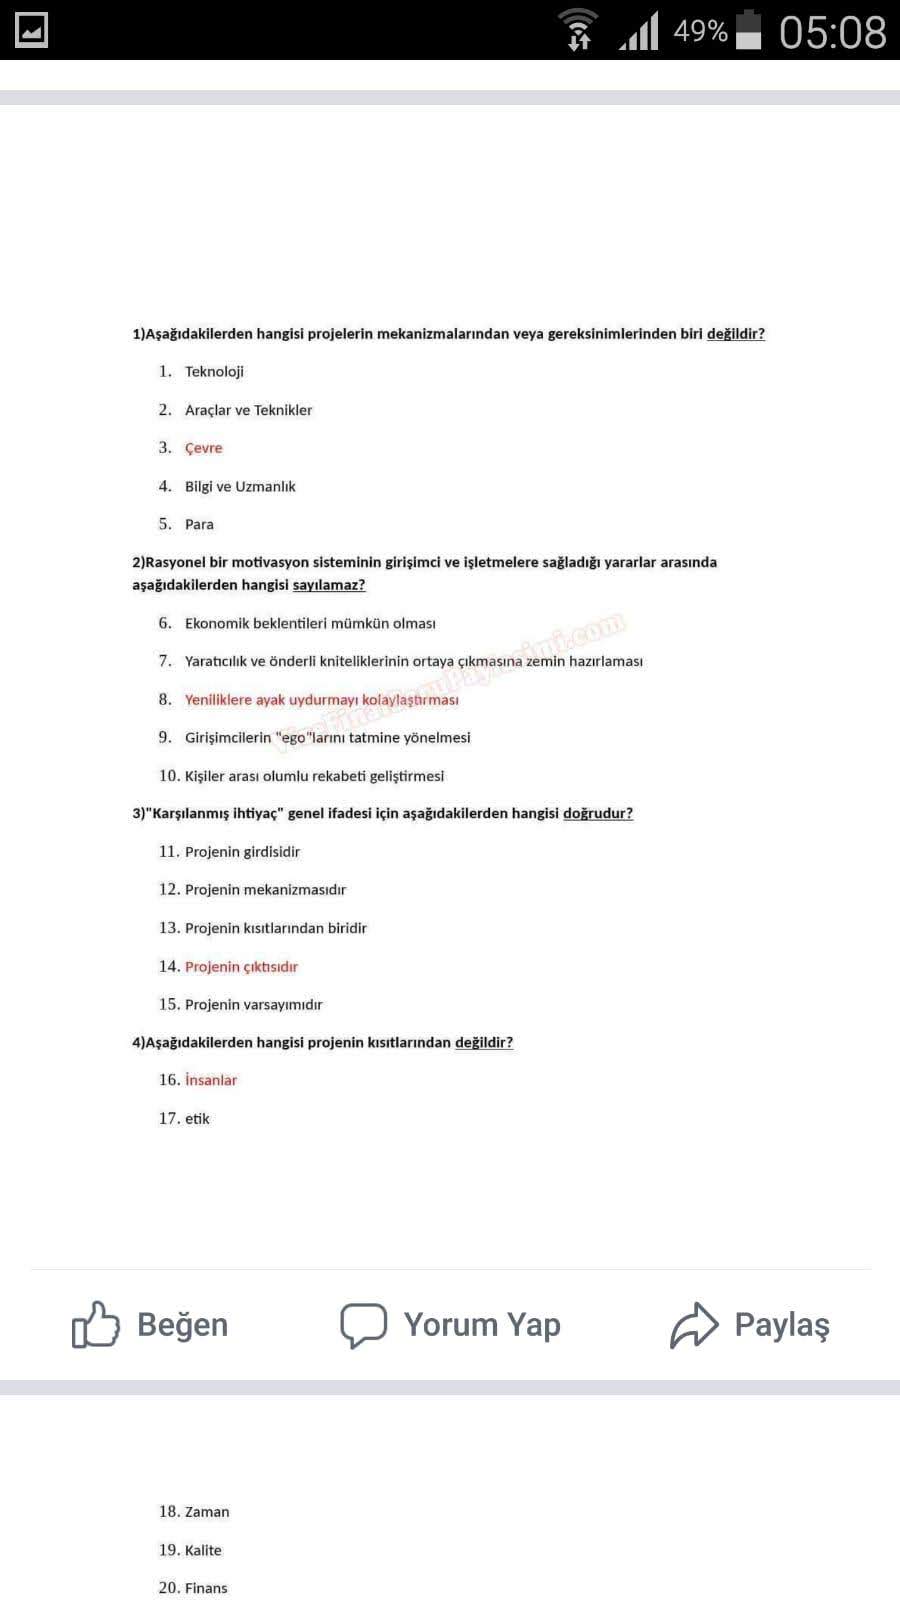 49% 05:08
1)Aşağıdakilerden hangisi projelerin mekanizmalarından veya gereksinimlerinden biri değildir?
1. Teknoloji
2. Araçlar ve Teknikler
3. Çevre
4. Bilgi ve Uzmanlık
5. Para
2)Rasyonel bir motivasyon sisteminin girişimci ve işletmelere sağladığı yararlar arasında
aşağıdakilerden hangisi sayılamaz?
6. Ekonomik beklentileri mümkün olması
7. Yaratıcılık ve önderli kniteliklerinin ortaya çıkmasına zemin hazırlaması
8. Yeniliklere ayak uydurmayı kolaylaştırması
9. Girişimcilerin "ego"larını tatmine yönelmesi
10. Kişiler arası olumlu rekabeti geliştirmesi
VizeFinalSoruPaylasimi.com
3)"Karşılanmış ihtiyaç" genel ifadesi için aşağıdakilerden hangisi doğrudur?
11. Projenin girdisidir
12. Projenin mekanizmasıdır
13. Projenin kısıtlarından biridir
14. Projenin çıktısıdır
15. Projenin varsayımıdır
4)Aşağıdakilerden hangisi projenin kısıtlarından değildir?
16. İnsanlar
17. etik
Beğen Yorum Yap Paylaş
18. Zaman
19. Kalite
20. Finans